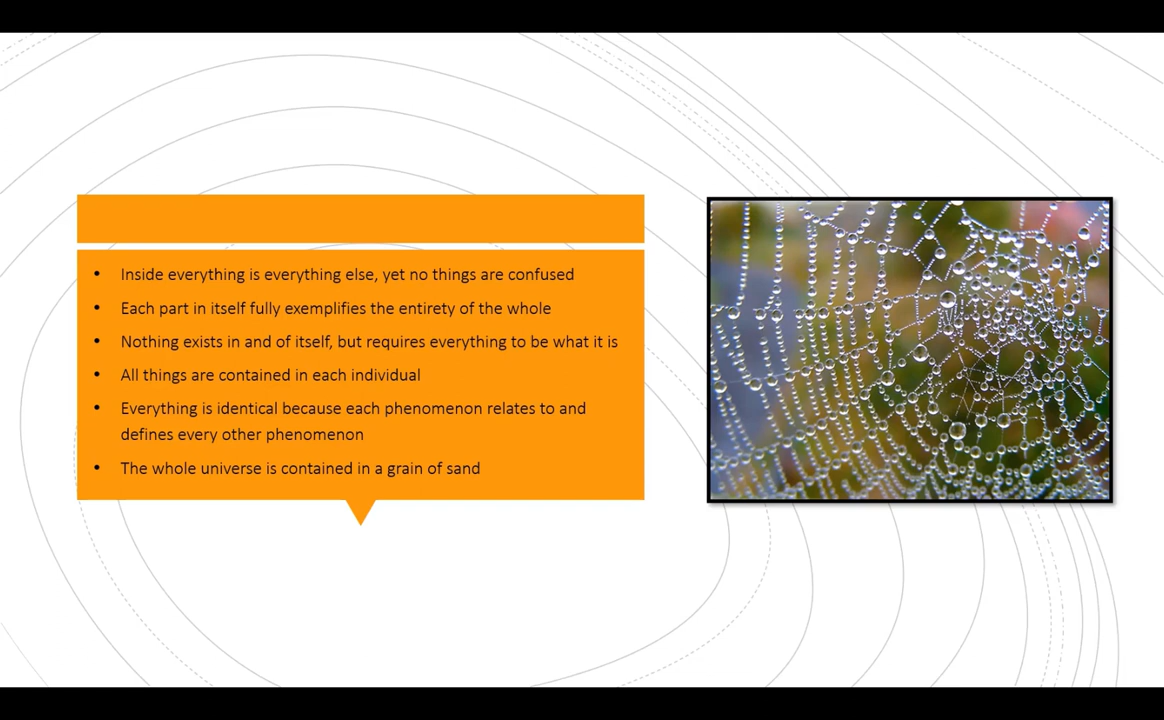 • Inside everything is everything else, yet no things are confused
• Each part in itself fully exemplifies the entirety of the whole
• Nothing exists in and of itself, but requires everything to be what it is
• All things are contained in each individual
• Everything is identical because each phenomenon relates to and
defines every other phenomenon
• The whole universe is contained in a grain of sand